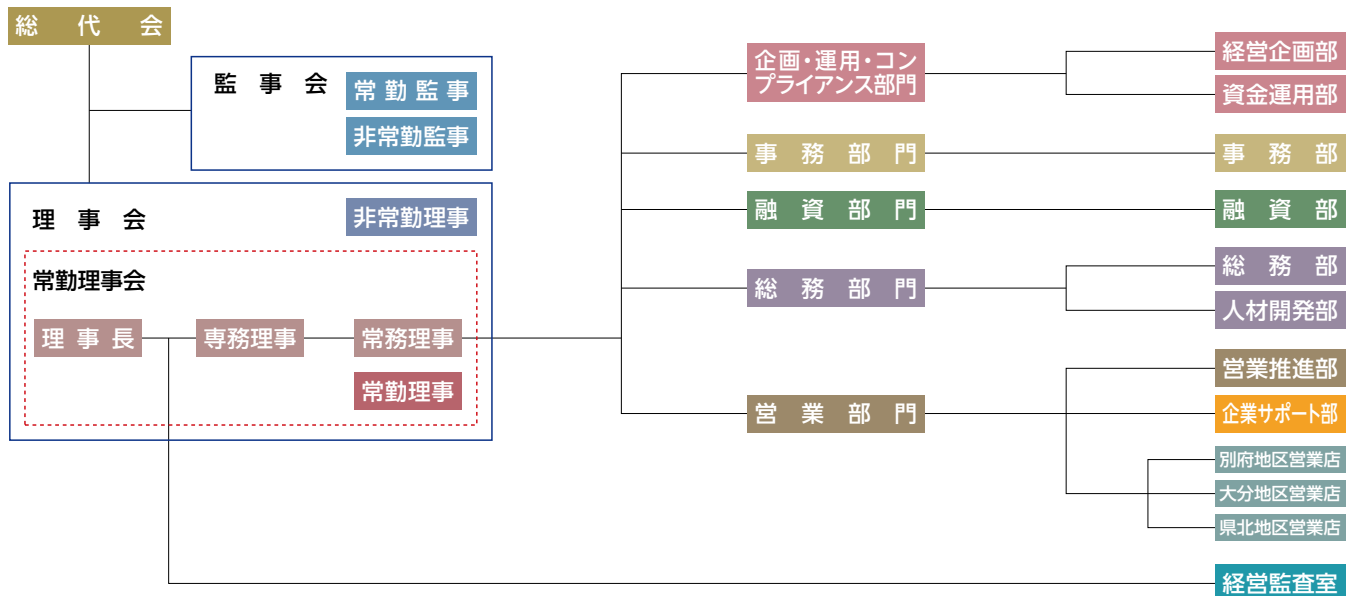 総代会
監事会
常勤監事
非常勤監事
理事会
非常勤理事
常勤理事会
理事長
専務理事
常務理事
常勤理事
企画・運用・コン
プライアンス部門
事務部門
融資部門
総務部門
営業部門
経営企画部
資金運用部
事務部
融資部
総務部
人材開発部
営業推進部
企業サポート部
別府地区営業店
大分地区営業店
県北地区営業店
経営監査室